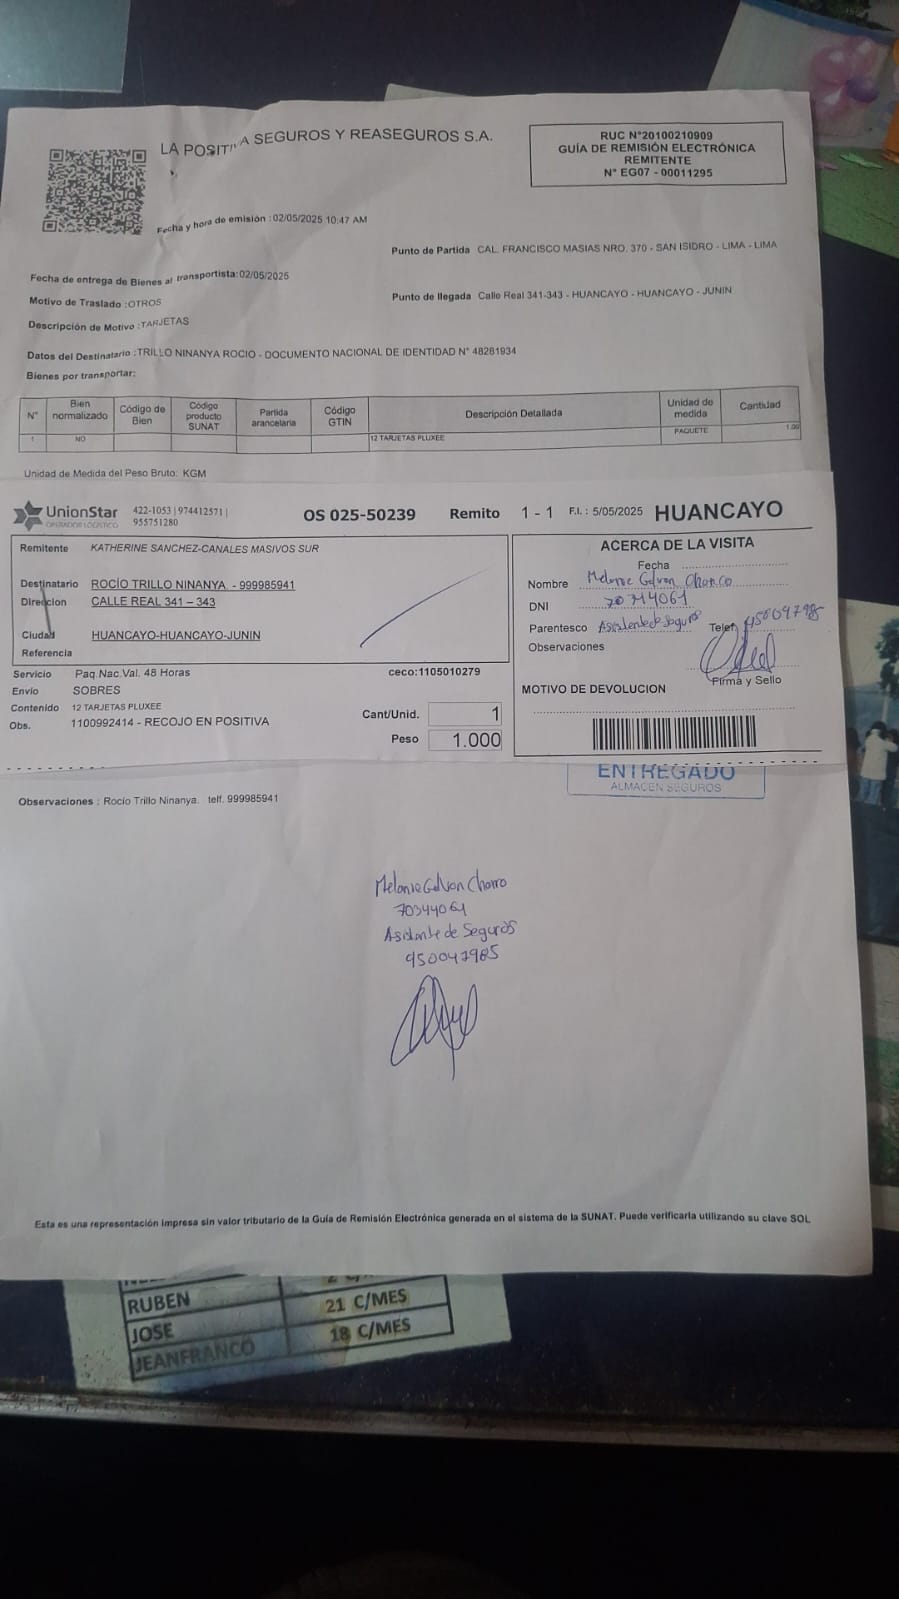 LA POSITIVA SEGUROS Y REASEGUROS S.A.
RUC N°20100210909
GUÍA DE REMISIÓN ELECTRÓNICA
REMITENTE
N° EG07 - 00011295
Fecha y hora de emisión :02/05/2025 10:47 AM
Punto de Partida CAL. FRANCISCO MASIAS NRO. 370 - SAN ISIDRO - LIMA - LIMA
Fecha de entrega de Bienes al transportista:02/05/2025
Punto de llegada Calle Real 341-343 - HUANCAYO - HUANCAYO - JUNIN
Motivo de Traslado :OTROS
Descripción de Motivo :TARJETAS
Datos del Destinatario :TRILLO NINANYA ROCIO - DOCUMENTO NACIONAL DE IDENTIDAD N° 48281934
Bienes por transportar:
N° Bien normalizado Código de Bien Código producto SUNAT Partida arancelaria Código GTIN Descripción Detallada Unidad de medida Cantidad
1 NO 12 TARJETAS PLUXEE PAQUETE 1.00
Unidad de Medida del Peso Bruto: KGM
UnionStar
OPERADOR LOGÍSTICO
422-1053 | 974412571 |
955751280
OS 025-50239 Remito 1 - 1 F.I.: 5/05/2025 HUANCAYO
Remitente KATHERINE SANCHEZ-CANALES MASIVOS SUR
Destinatario ROCÍO TRILLO NINANYA - 999985941
Dirección CALLE REAL 341 – 343
Ciudad HUANCAYO-HUANCAYO-JUNIN
Referencia
Servicio Paq.Nac.Val. 48 Horas ceco:1105010279
Envío SOBRES
Contenido 12 TARJETAS PLUXEE
Obs. 1100992414 - RECOJO EN POSITIVA
Cant/Unid. 1
Peso 1.000
ACERCA DE LA VISITA
Fecha
Nombre Melanie Galvan
DNI
Parentesco Asistente de Seguros Telef.
Observaciones
Firma y Sello
MOTIVO DE DEVOLUCION
ENTREGADO
ALMACEN SEGUROS
Observaciones : Rocío Trillo Ninanya. telf. 999985941
Melanie Galvan
70344061
Asistente de Seguros
950047985
Esta es una representación impresa sin valor tributario de la Guía de Remisión Electrónica generada en el sistema de la SUNAT. Puede verificarla utilizando su clave SOL
RUBEN 21 C/MES
JOSE 18 C/MES
JEANFRANCO